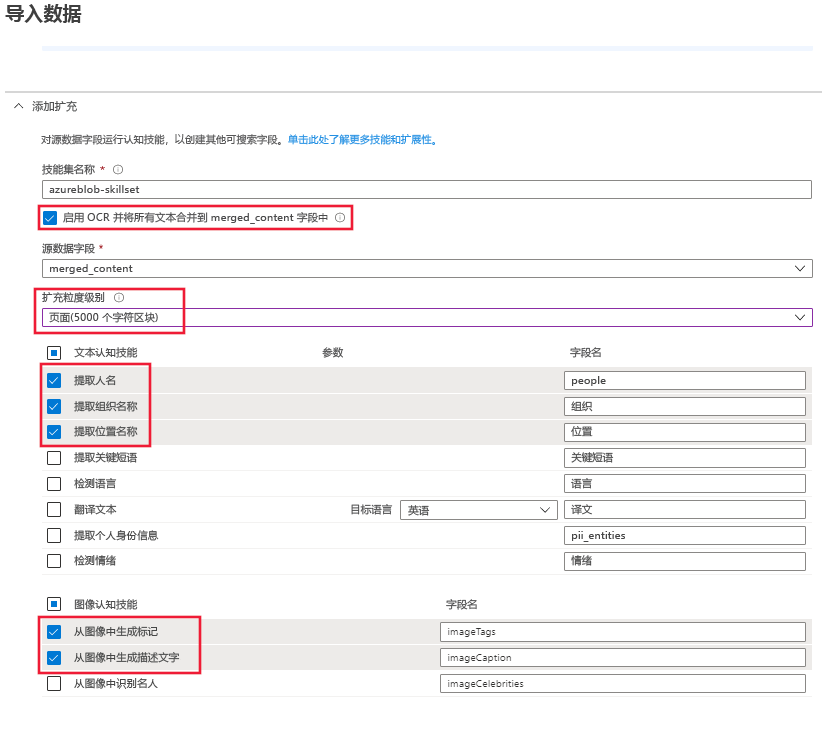 导入数据
添加扩充
对源数据字段运行认知技能，以创建其他可搜索字段。单击此处了解更多技能和扩展性。
技能集名称 *
azureblob-skillset
启用 OCR 并将所有文本合并到 merged_content 字段中
源数据字段 *
merged_content
扩充粒度级别
页面(5000 个字符区块)
文本认知技能 参数 字段名
提取人名 people
提取组织名称 组织
提取位置名称 位置
提取关键短语 关键短语
检测语言 语言
翻译文本 目标语言 英语 译文
提取个人身份信息 pii_entities
检测情绪 情绪
图像认知技能 字段名
从图像中生成标记 imageTags
从图像中生成描述文字 imageCaption
从图像中识别名人 imageCelebrities